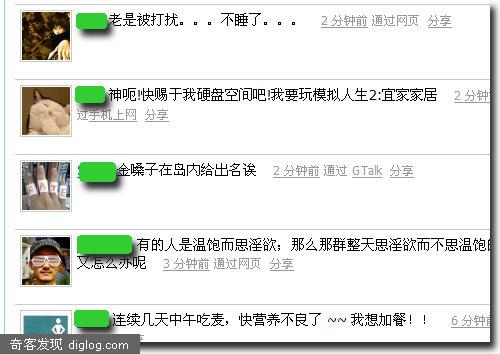 老是被打扰。。。不睡了。。。 2 分钟前 通过网页 分享
神呃!快赐于我硬盘空间吧!我要玩模拟人生2:宜家家居 2 分钟前
过手机上网 分享
金嗓子在岛内给出名诶 2 分钟前 通过 GTalk 分享
有的人是温饱而思淫欲；那么那群整天思淫欲而不思温饱的
又怎么办呢 3 分钟前 通过网页 分享
连续几天中午吃麦，快营养不良了 ~~ 我想加餐！！ 6 分钟前
奇客发现 diglog.com